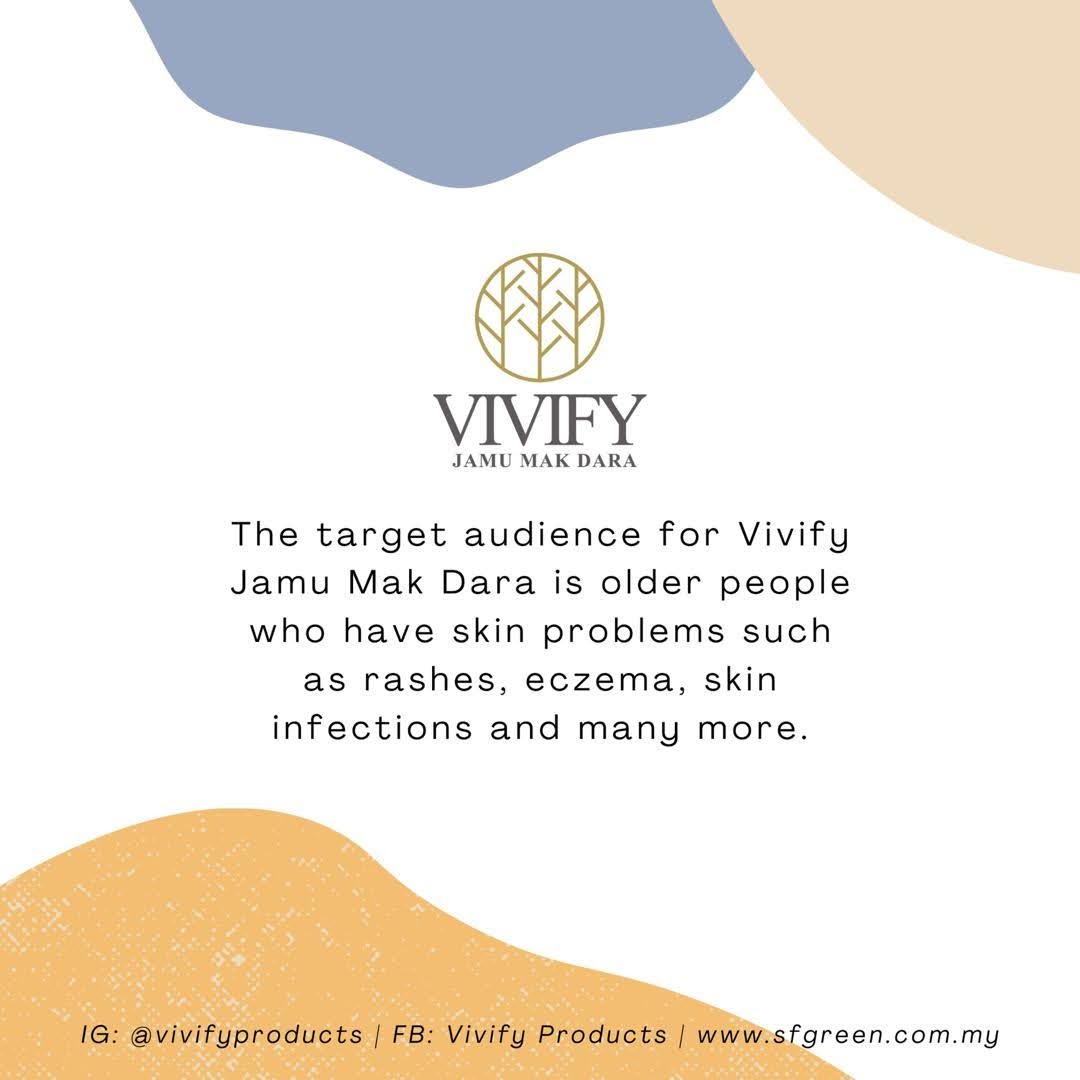 VIVIFY
JAMU MAK DARA
The target audience for Vivify
Jamu Mak Dara is older people
who have skin problems such
as rashes, eczema, skin
infections and many more.
IG: @vivifyproducts | FB: Vivify Products | www.sfgreen.com.my